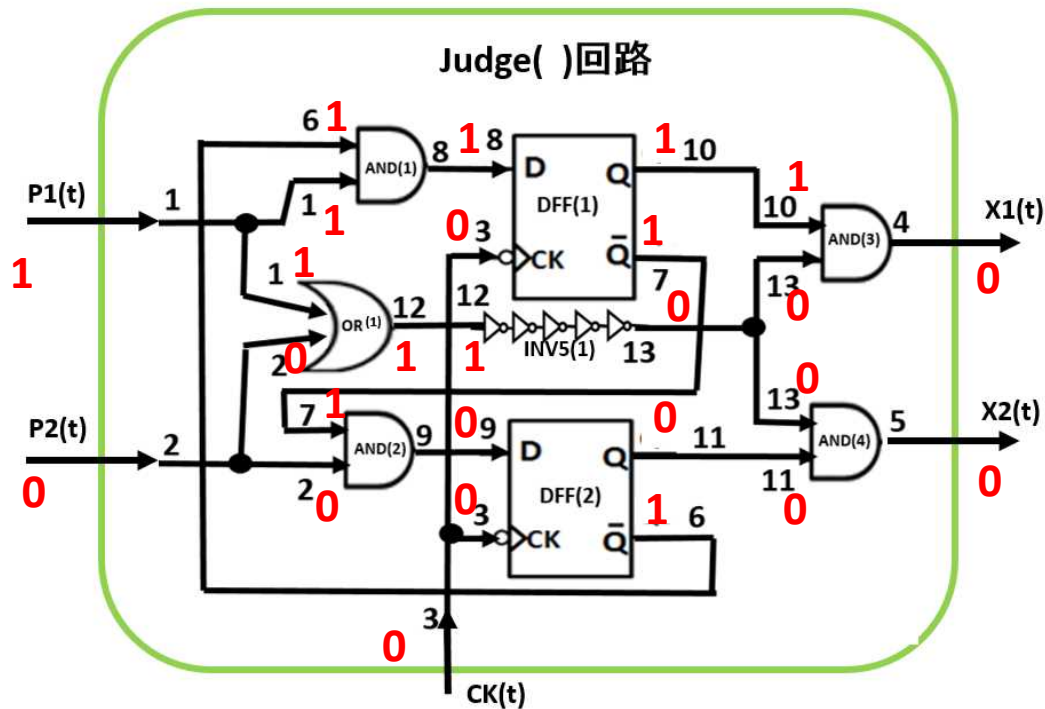 Judge( )回路
6 1
AND(1)
8 1 8
D
Q
1 10
DFF(1)
P1(t)
1
1
1
1
1
0 3
CK
Q̅
1
7
1
10
AND(3)
4
X1(t)
0
1 1
OR(1)
12
1
12
1
INV5(1)
0
13
13
0
2 0
P2(t)
0
2
7 1
AND(2)
2 0
9
0 9
D
Q
0
11
DFF(2)
0
13
AND(4)
11
0
5
X2(t)
0
0
3
CK
Q̅
1 6
3
0
CK(t)